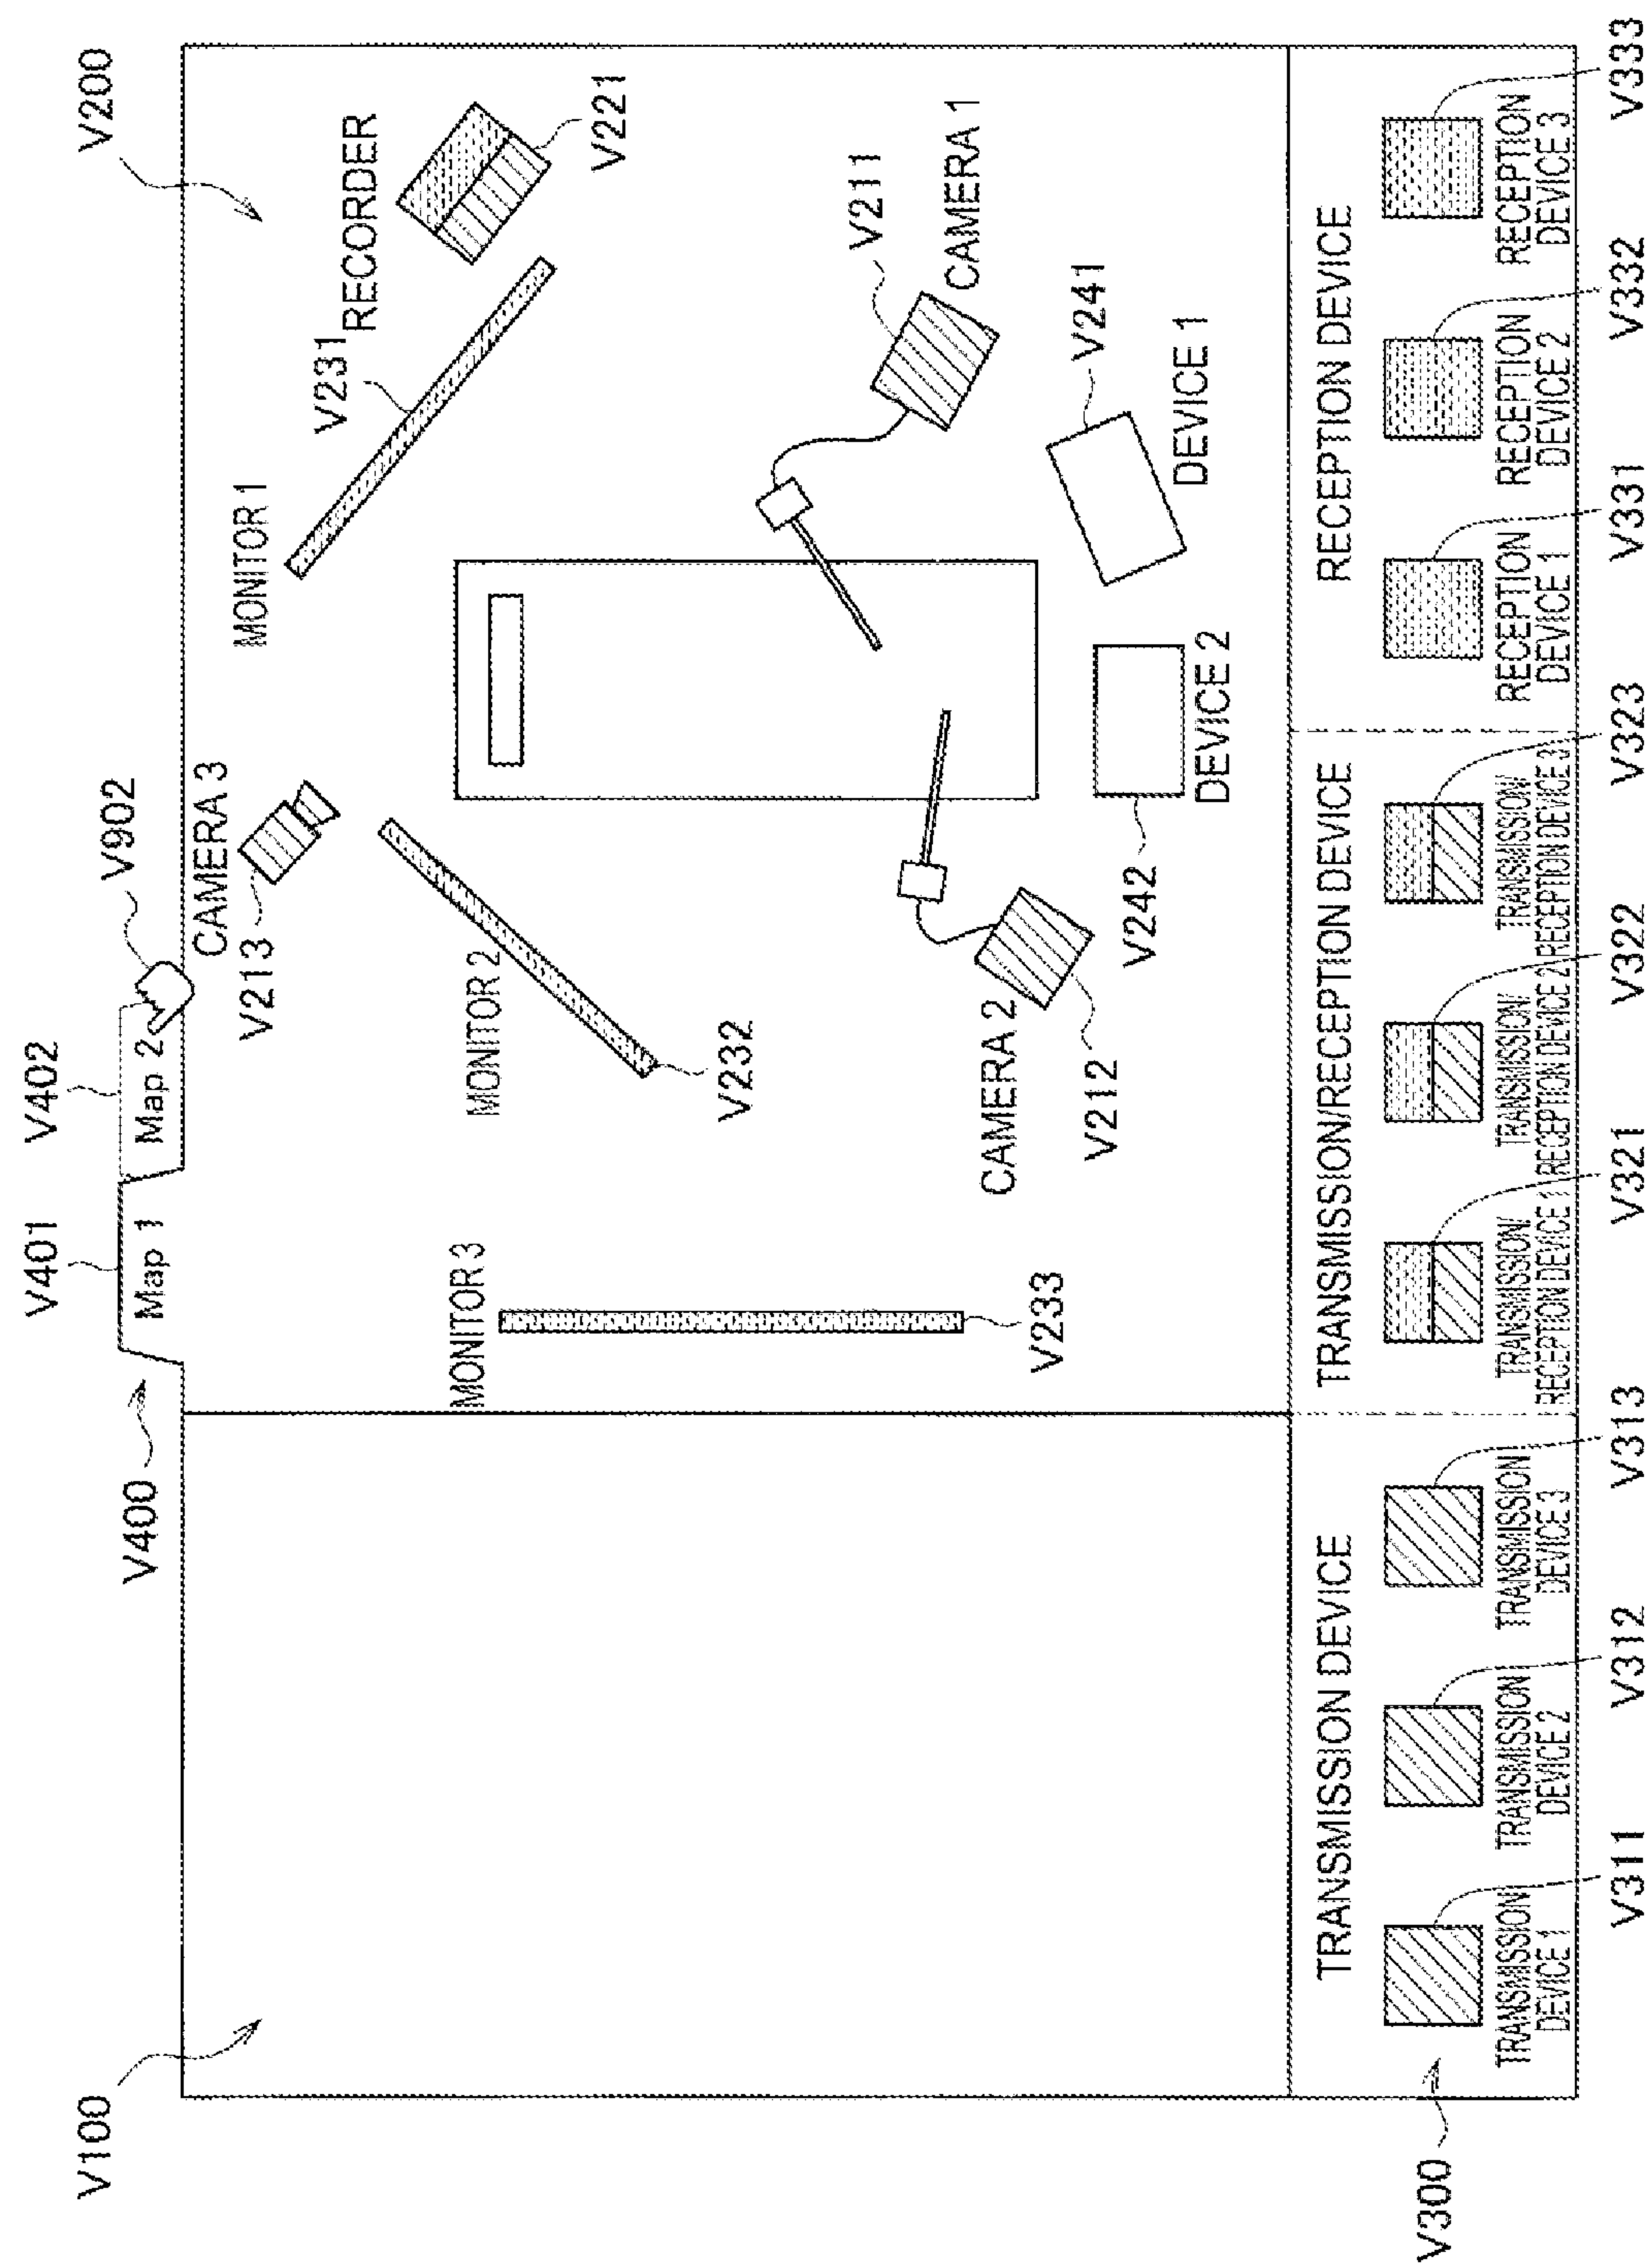 V400
V401
V402
V902
V100
V200
Map 1
Map 2
CAMERA 3
V213
MONITOR 1
V231
RECORDER
V221
MONITOR 3
V233
MONITOR 2
V232
V211
CAMERA 1
CAMERA 2
V212
V242
DEVICE 2
V241
DEVICE 1
V300
TRANSMISSION DEVICE
TRANSMISSION
DEVICE 1
TRANSMISSION
DEVICE 2
TRANSMISSION
DEVICE 3
TRANSMISSION/RECEPTION DEVICE
TRANSMISSION/
RECEPTION DEVICE 1
TRANSMISSION/
RECEPTION DEVICE 2
TRANSMISSION/
RECEPTION DEVICE 3
RECEPTION DEVICE
RECEPTION
DEVICE 1
RECEPTION
DEVICE 2
RECEPTION
DEVICE 3
V311
V312
V313
V321
V322
V323
V331
V332
V333